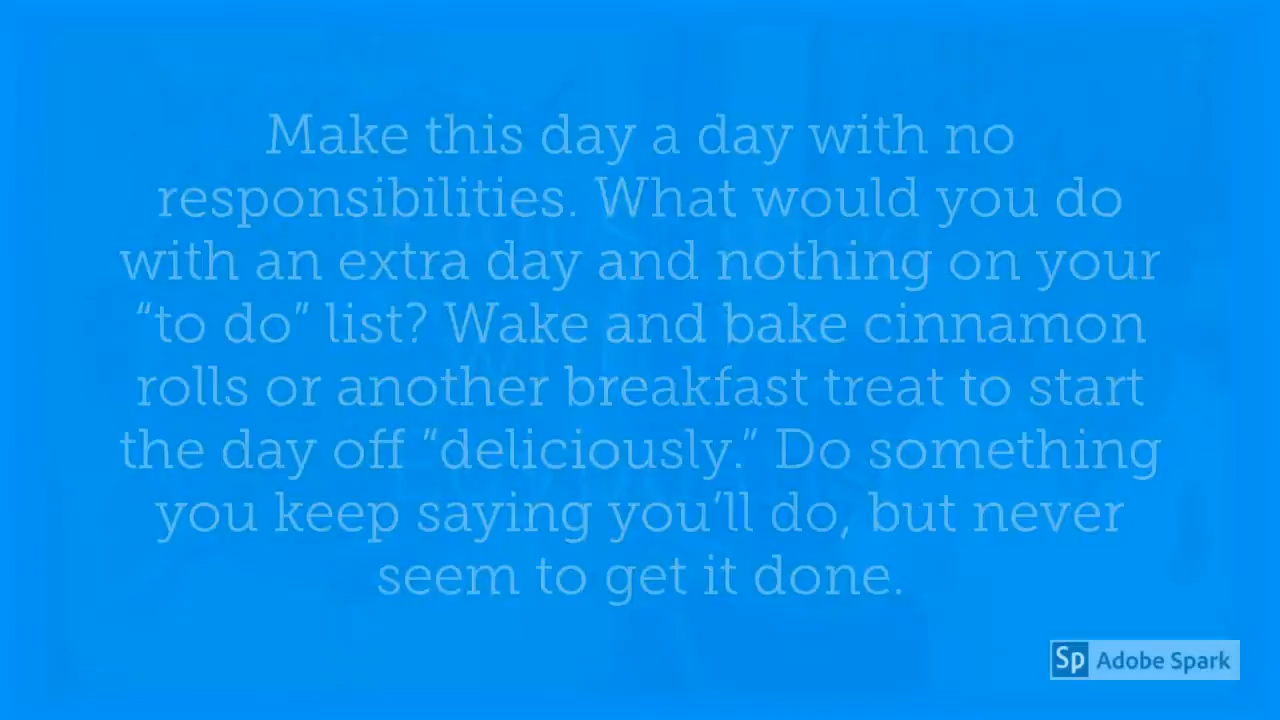 Make this day a day with no
responsibilities. What would you do
with an extra day and nothing on your
“to do” list? Wake and bake cinnamon
rolls or another breakfast treat to start
the day off “deliciously.” Do something
you keep saying you’ll do, but never
seem to get it done.
Sp Adobe Spark